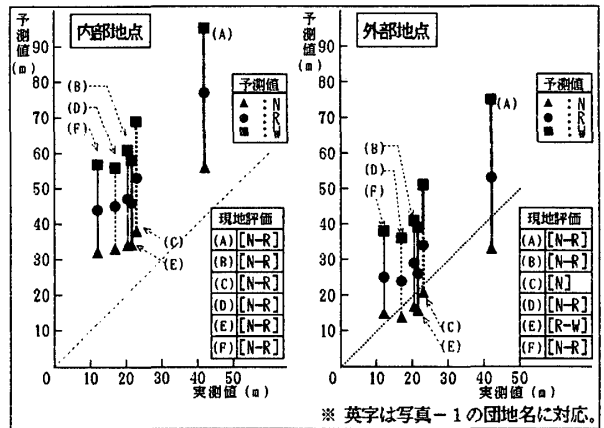 予測値(m)
内部地点
90
80
70
60
50
40
30
20
10
0
10 20 30 40 50
実測値(m)
(A)
(B)
(D)
(F)
(C)
(E)
予測値
▲ : N
● : R
■ : W
現地評価
(A) [N-R]
(B) [N-R]
(C) [N-R]
(D) [N-R]
(E) [N-R]
(F) [N-R]
予測値(m)
外部地点
90
80
70
60
50
40
30
20
10
0
10 20 30 40 50
実測値(m)
(A)
(B)
(D)
(F)
(C)
(E)
予測値
▲ : N
● : R
■ : W
現地評価
(A) [N-R]
(B) [N-R]
(C) [N]
(D) [N-R]
(E) [R-W]
(F) [N-R]
※ 英字は写真-1の団地名に対応。